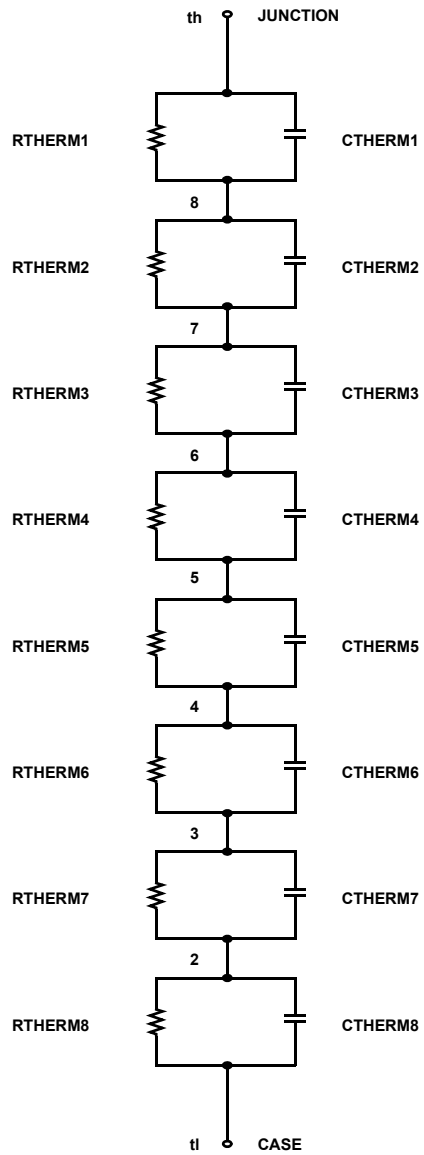 th JUNCTION
RTHERM1 CTHERM1
8
RTHERM2 CTHERM2
7
RTHERM3 CTHERM3
6
RTHERM4 CTHERM4
5
RTHERM5 CTHERM5
4
RTHERM6 CTHERM6
3
RTHERM7 CTHERM7
2
RTHERM8 CTHERM8
tl CASE